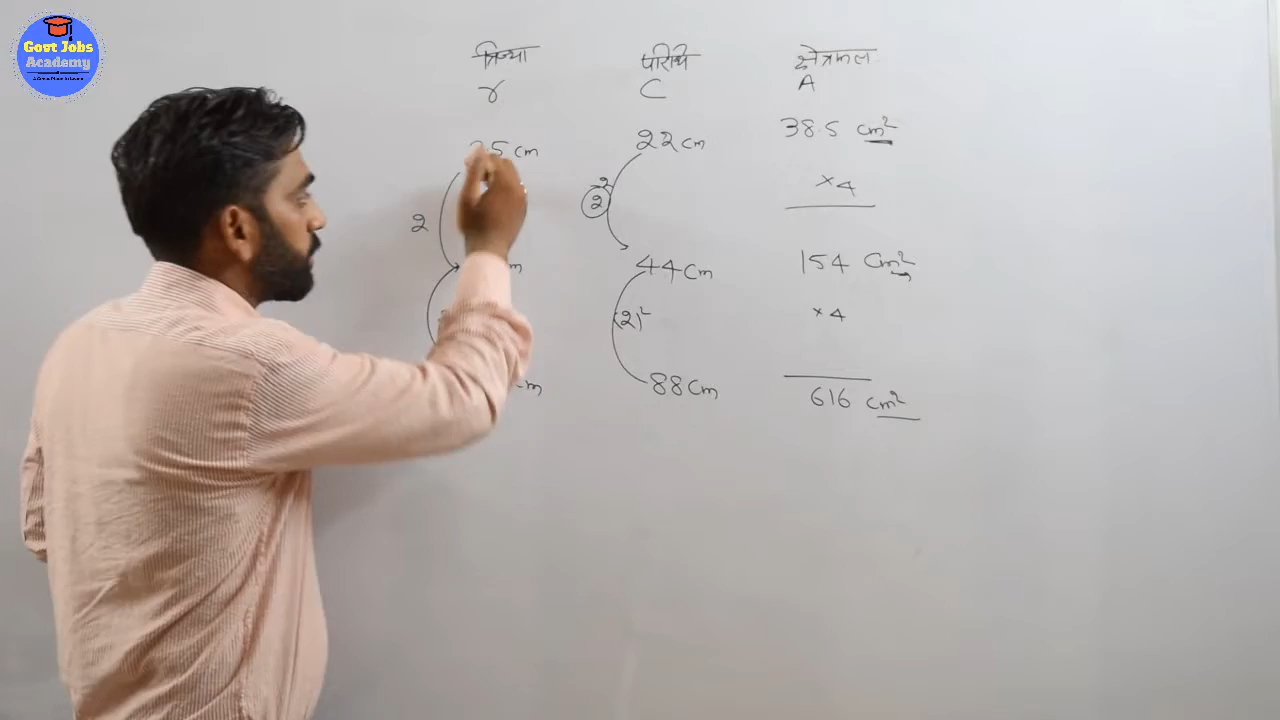 Govt Jobs
Academy
त्रिज्या परिधि क्षेत्रफल
r C A
cm 22 cm 38.5 cm²
×4
2 2²
44 cm 154 cm²
(2)² ×4
88 cm 616 cm²